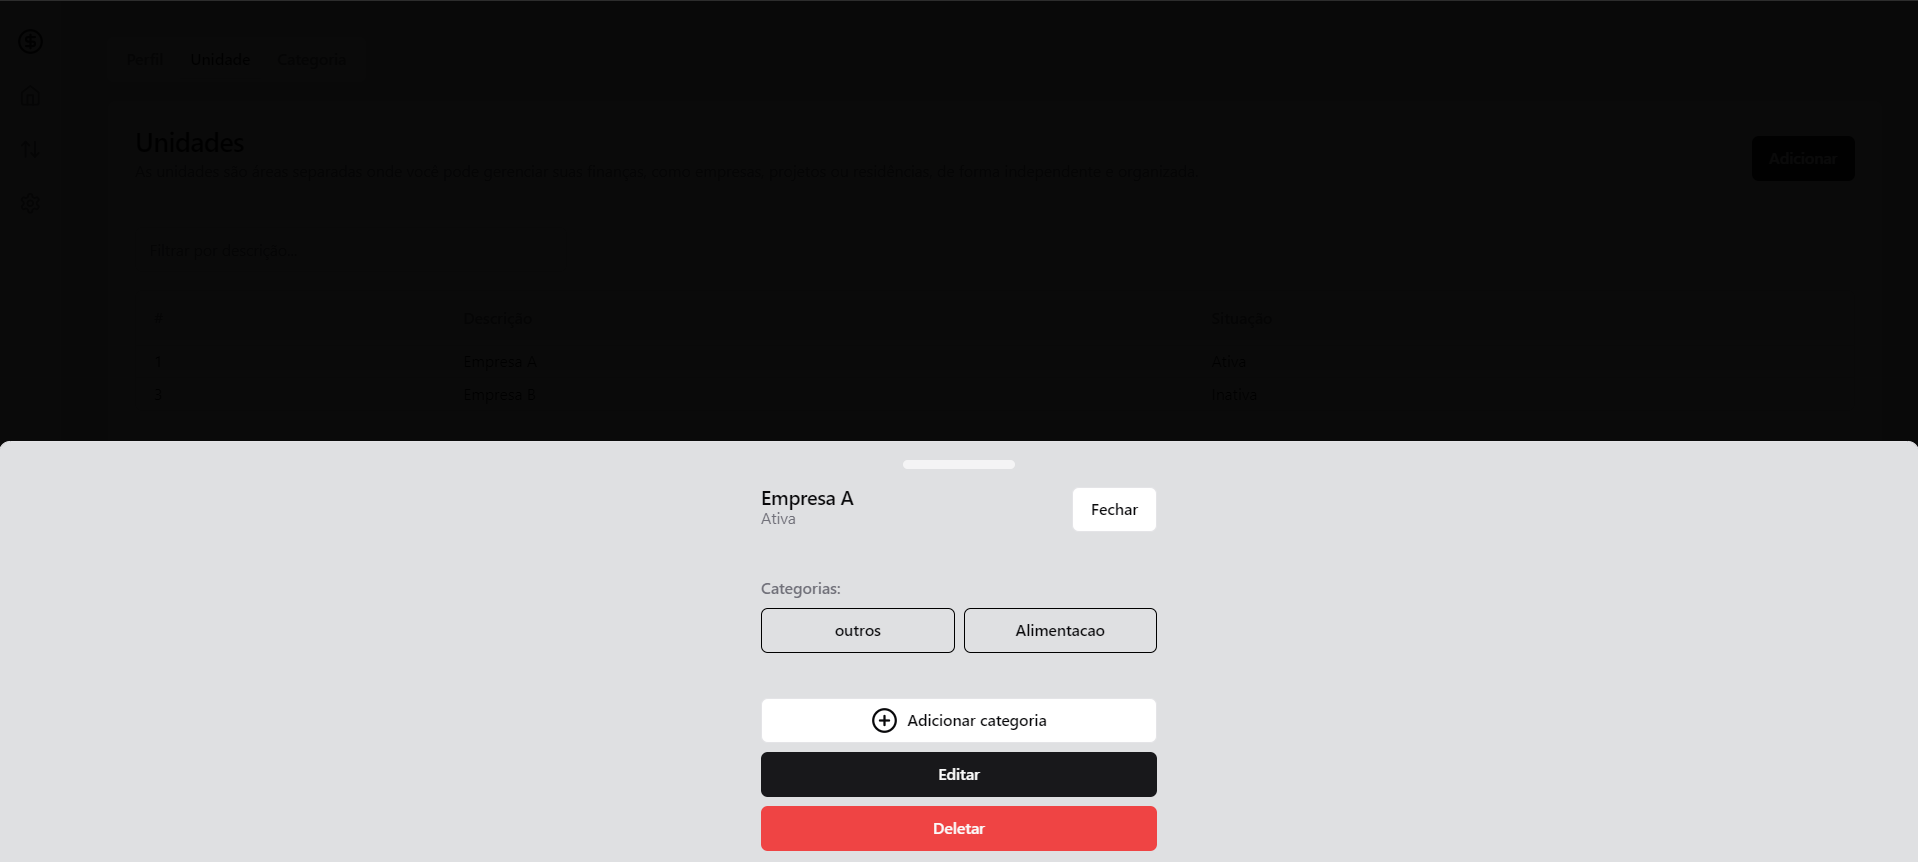 Perfil Unidade Categoria
Unidades
As unidades são áreas separadas onde você pode gerenciar suas finanças, como empresas, projetos ou residências, de forma independente e organizada.
Adicionar
Filtrar por descrição...
# Descrição Situação
1 Empresa A Ativa
3 Empresa B Inativa
Empresa A
Ativa
Fechar
Categorias:
outros Alimentacao
Adicionar categoria
Editar
Deletar